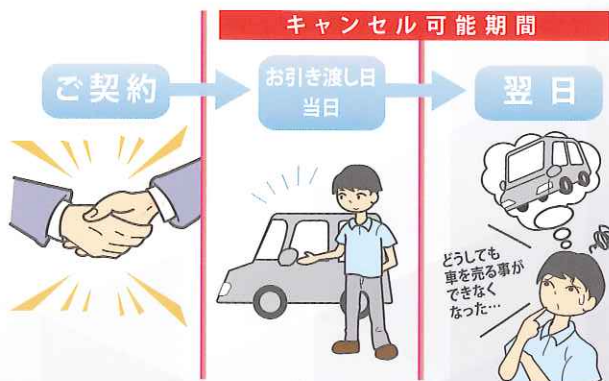 キャンセル可能期間
ご契約
お引き渡し日
当日
翌日
どうしても
車を売る事が
できなく
なった…